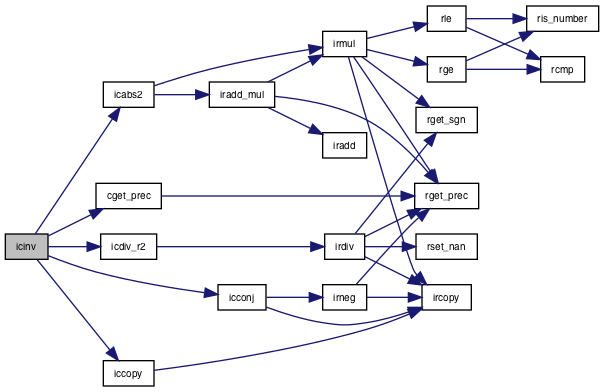 rle
ris_number
irmul
rge
rcmp
icabs2
iradd_mul
rget_sgn
iradd
cget_prec
rget_prec
icinv
icdiv_r2
irdiv
rset_nan
icconj
irneg
ircopy
iccopy